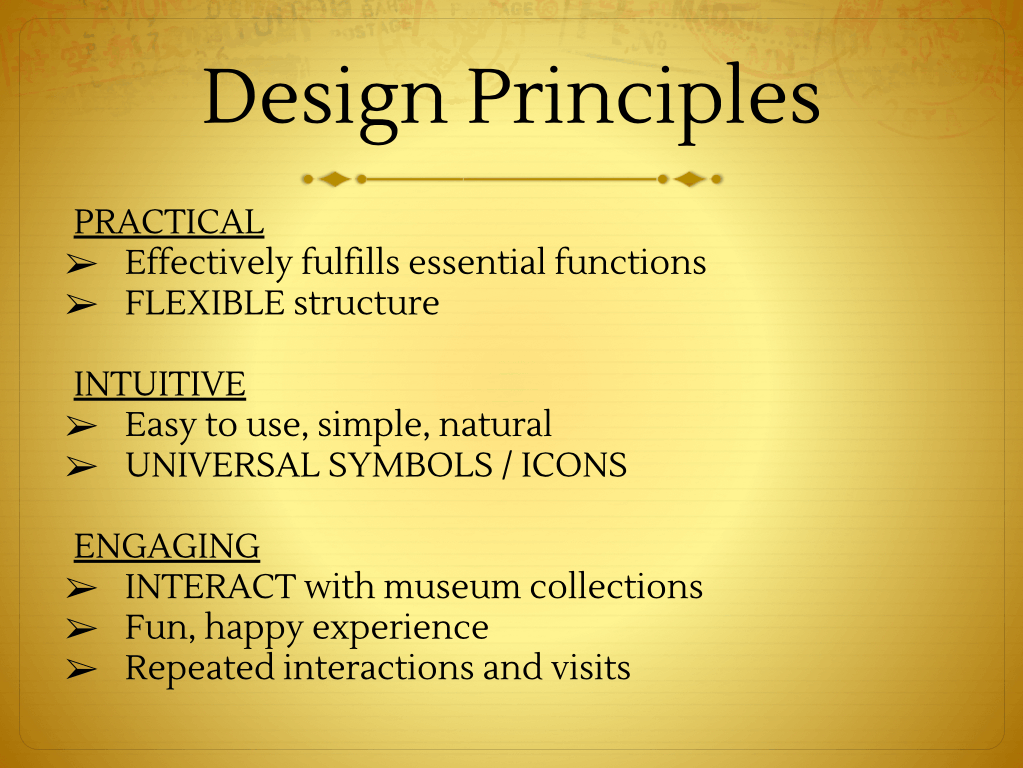 Design Principles
PRACTICAL
➢ Effectively fulfills essential functions
➢ FLEXIBLE structure
INTUITIVE
➢ Easy to use, simple, natural
➢ UNIVERSAL SYMBOLS / ICONS
ENGAGING
➢ INTERACT with museum collections
➢ Fun, happy experience
➢ Repeated interactions and visits